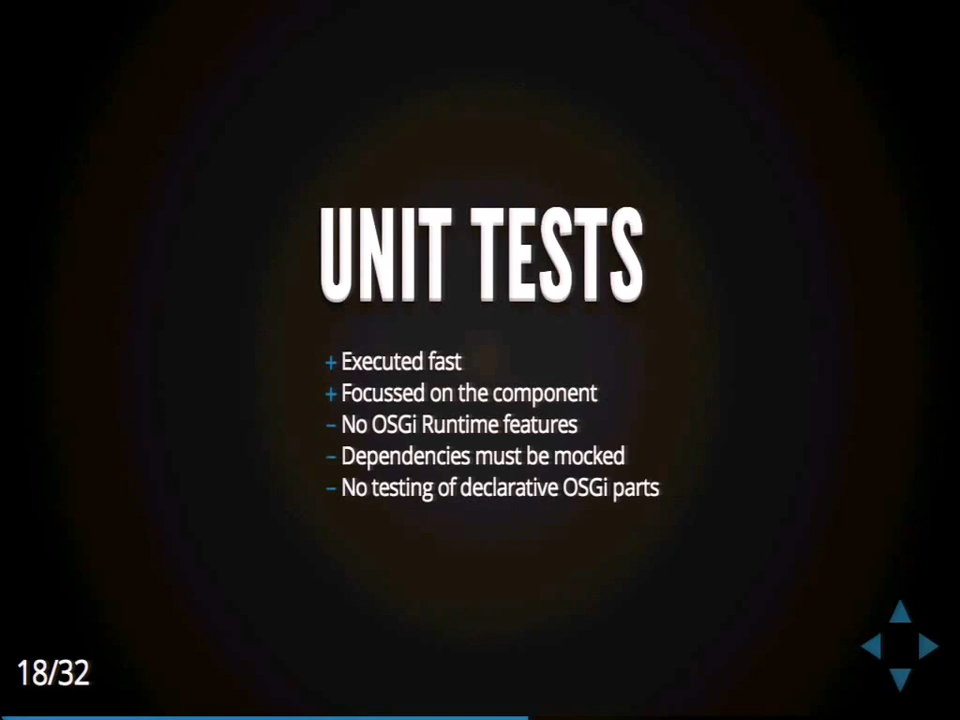 UNIT TESTS
+ Executed fast
+ Focussed on the component
– No OSGi Runtime features
– Dependencies must be mocked
– No testing of declarative OSGi parts
18/32